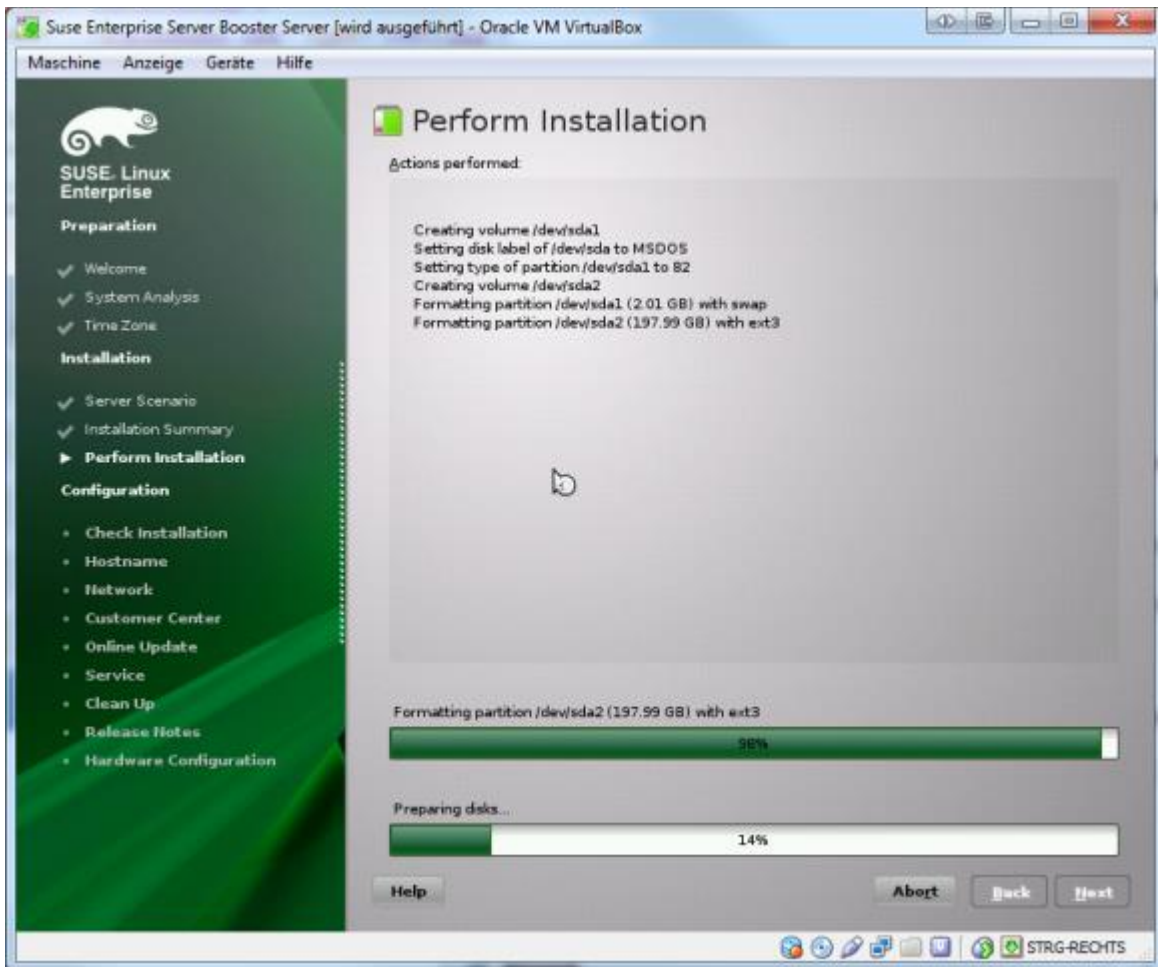 Suse Enterprise Server Booster Server [wird ausgeführt] - Oracle VM VirtualBox
Maschine Anzeige Geräte Hilfe
SUSE Linux
Enterprise
Preparation
Welcome
System Analysis
Time Zone
Installation
Server Scenario
Installation Summary
Perform Installation
Configuration
Check Installation
Hostname
Network
Customer Center
Online Update
Service
Clean Up
Release Notes
Hardware Configuration
Perform Installation
Actions performed:
Creating volume /dev/sda1
Setting disk label of /dev/sda to MSDOS
Setting type of partition /dev/sda1 to 82
Creating volume /dev/sda2
Formatting partition /dev/sda1 (2.01 GB) with swap
Formatting partition /dev/sda2 (197.99 GB) with ext3
Formatting partition /dev/sda2 (197.99 GB) with ext3
98%
Preparing disks...
14%
Help
Abort
Back
Next
STRG-RECHTS